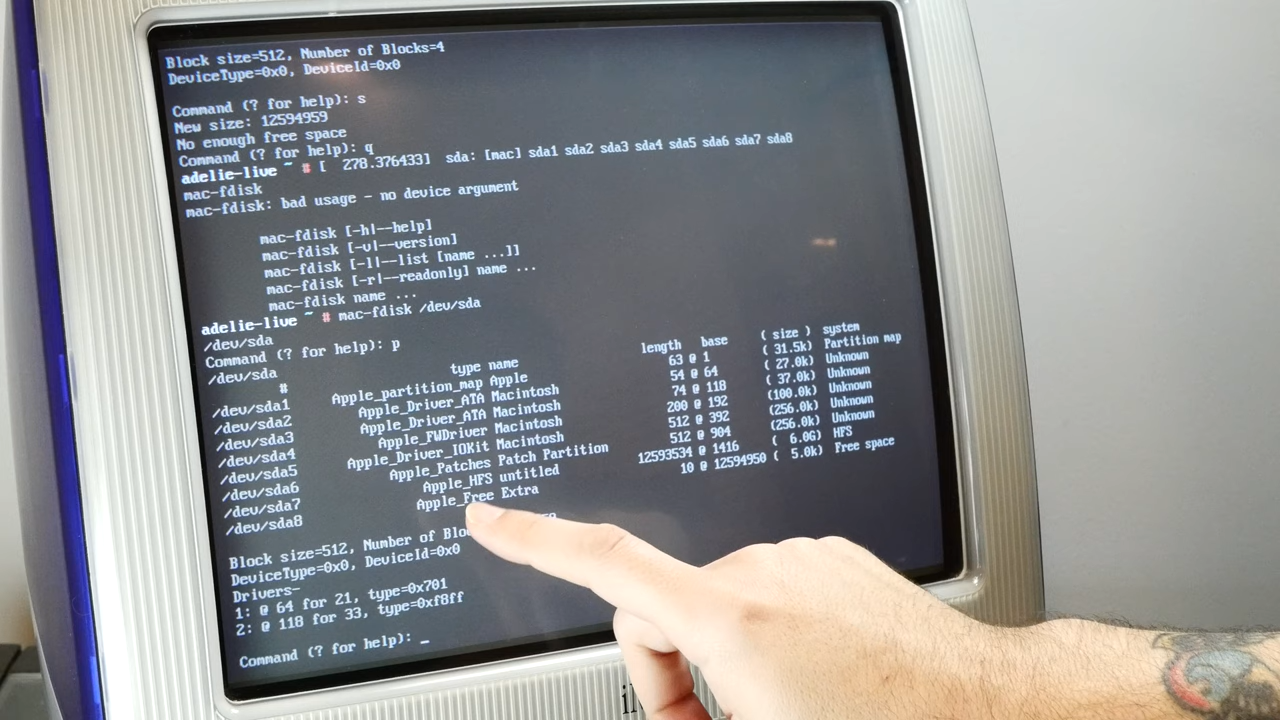 Block size=512, Number of Blocks=4
DeviceType=0x0, DeviceId=0x0
Command (? for help): s
New size: 12594959
No enough free space
Command (? for help): q
adelie-live ~ # [  278.376433]  sda: [mac] sda1 sda2 sda3 sda4 sda5 sda6 sda7 sda8
mac-fdisk
mac-fdisk: bad usage - no device argument
mac-fdisk [-h|--help]
mac-fdisk [-v|--version]
mac-fdisk [-l|--list [name ...]]
mac-fdisk [-r|--readonly] name ...
mac-fdisk name ...
adelie-live ~ # mac-fdisk /dev/sda
/dev/sda
Command (? for help): p
/dev/sda
# type name length base ( size ) system
/dev/sda1 Apple_partition_map Apple 63 @ 1 ( 31.5k) Partition map
/dev/sda2 Apple_Driver_ATA Macintosh 54 @ 64 ( 27.0k) Unknown
/dev/sda3 Apple_Driver_ATA Macintosh 74 @ 118 ( 37.0k) Unknown
/dev/sda4 Apple_FWDriver Macintosh 200 @ 192 (100.0k) Unknown
/dev/sda5 Apple_Driver_IOKit Macintosh 512 @ 392 (256.0k) Unknown
/dev/sda6 Apple_Patches Patch Partition 512 @ 904 (256.0k) Unknown
/dev/sda7 Apple_HFS untitled 12593534 @ 1416 ( 6.0G) HFS
/dev/sda8 Apple_Free Extra 10 @ 12594950 ( 5.0k) Free space
Block size=512, Number of
DeviceType=0x0, DeviceId=0x0
Drivers-
1: @ 64 for 21, type=0x701
2: @ 118 for 33, type=0xf8ff
Command (? for help): _